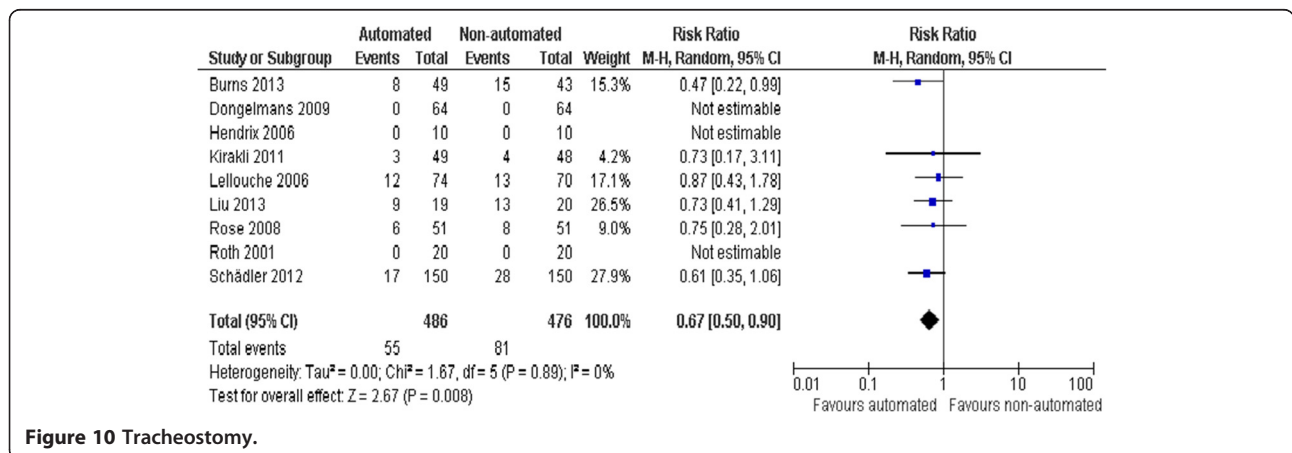 Automated Non-automated Risk Ratio Risk Ratio
Study or Subgroup Events Total Events Total Weight M-H, Random, 95% CI M-H, Random, 95% CI
Burns 2013 8 49 15 43 15.3% 0.47 [0.22, 0.99]
Dongelmans 2009 0 64 0 64 Not estimable
Hendrix 2006 0 10 0 10 Not estimable
Kirakli 2011 3 49 4 48 4.2% 0.73 [0.17, 3.11]
Lellouche 2006 12 74 13 70 17.1% 0.87 [0.43, 1.78]
Liu 2013 9 19 13 20 26.5% 0.73 [0.41, 1.29]
Rose 2008 6 51 8 51 9.0% 0.75 [0.28, 2.01]
Roth 2001 0 20 0 20 Not estimable
Schädler 2012 17 150 28 150 27.9% 0.61 [0.35, 1.06]
Total (95% CI) 486 476 100.0% 0.67 [0.50, 0.90]
Total events 55 81
Heterogeneity: Tau² = 0.00; Chi² = 1.67, df = 5 (P = 0.89); I² = 0%
Test for overall effect: Z = 2.67 (P = 0.008)
0.01 0.1 1 10 100
Favours automated Favours non-automated
Figure 10 Tracheostomy.